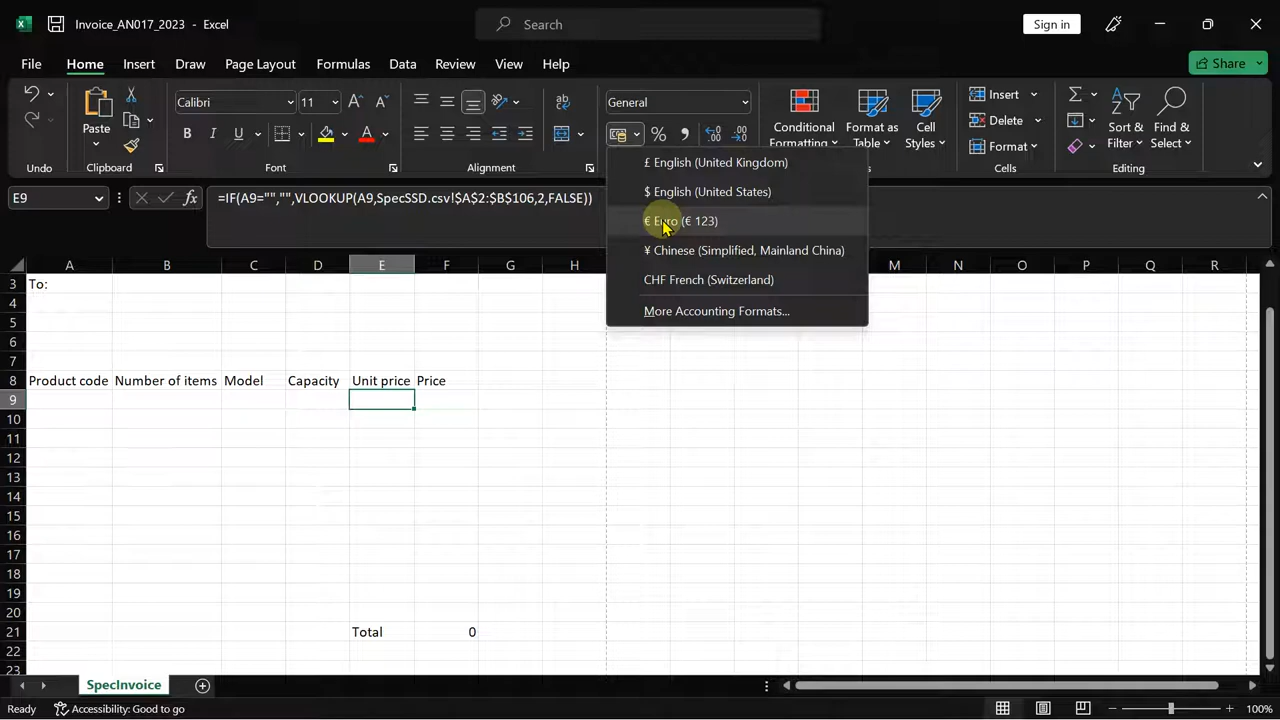 Invoice_AN017_2023 - Excel
Search
Sign in
File Home Insert Draw Page Layout Formulas Data Review View Help
Share
Paste
Calibri
11
B I U
A
ab
General
% ,
Conditional Formatting
Format as Table
Cell Styles
Insert
Delete
Format
Sort & Filter
Find & Select
Undo Clipboard Font Alignment Cells Editing
£ English (United Kingdom)
$ English (United States)
€ Euro (€ 123)
¥ Chinese (Simplified, Mainland China)
CHF French (Switzerland)
More Accounting Formats...
E9
fx
=IF(A9="","",VLOOKUP(A9,SpecSSD.csv!$A$2:$B$106,2,FALSE))
A B C D E F G H M N O P Q R
3 To:
4
5
6
7
8 Product code Number of items Model Capacity Unit price Price
9
10
11
12
13
14
15
16
17
18
19
20
21 Total 0
22
23
SpecInvoice
Ready Accessibility: Good to go 100%